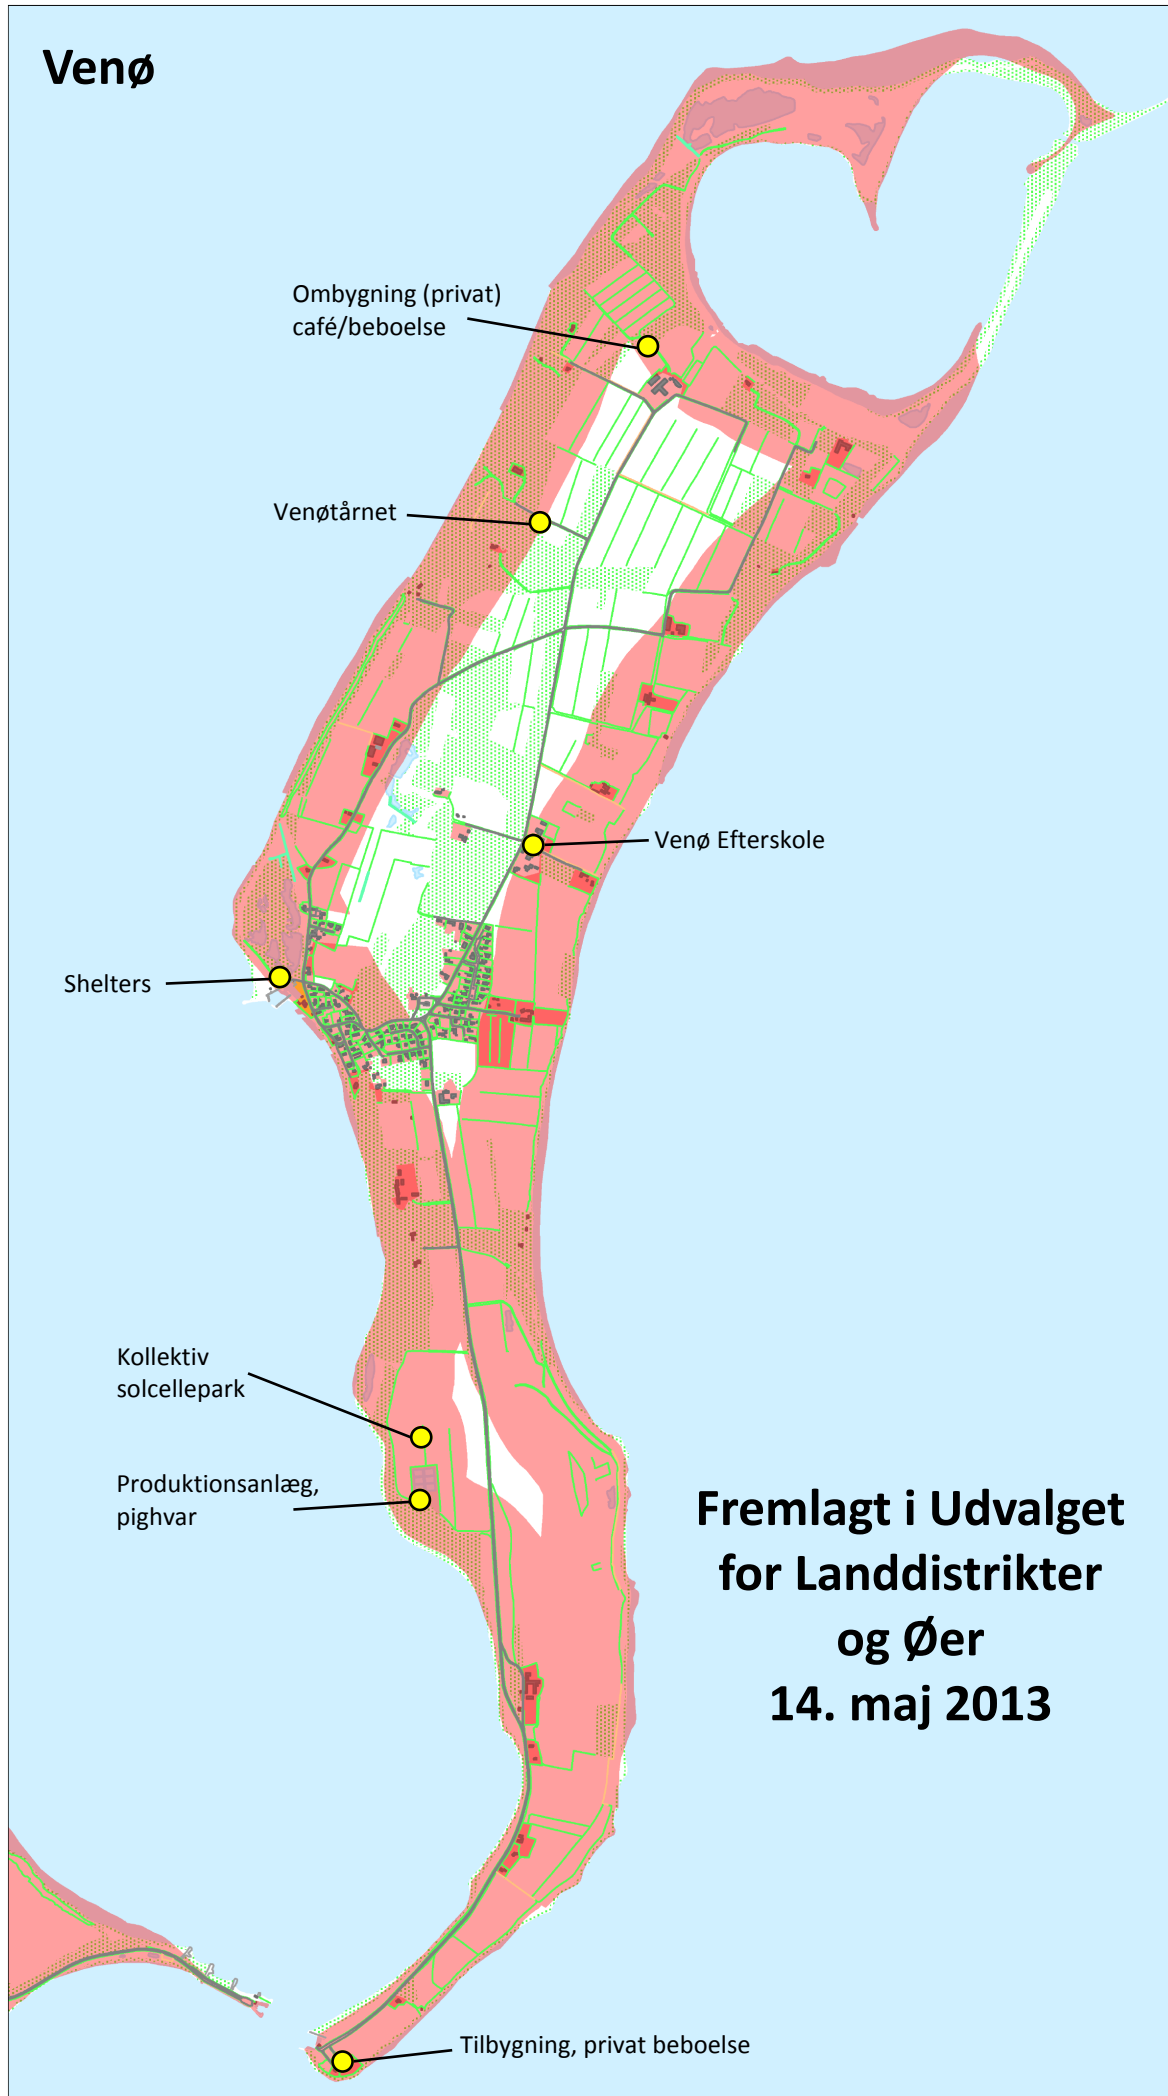 Venø
Ombygning (privat)
café/beboelse
Venøtårnet
Venø Efterskole
Shelters
Kollektiv
solcellepark
Produktionsanlæg,
pighvar
Fremlagt i Udvalget
for Landdistrikter
og Øer
14. maj 2013
Tilbygning, privat beboelse